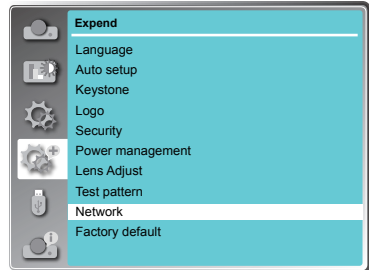 Expend
Language
Auto setup
Keystone
Logo
Security
Power management
Lens Adjust
Test pattern
Network
Factory default